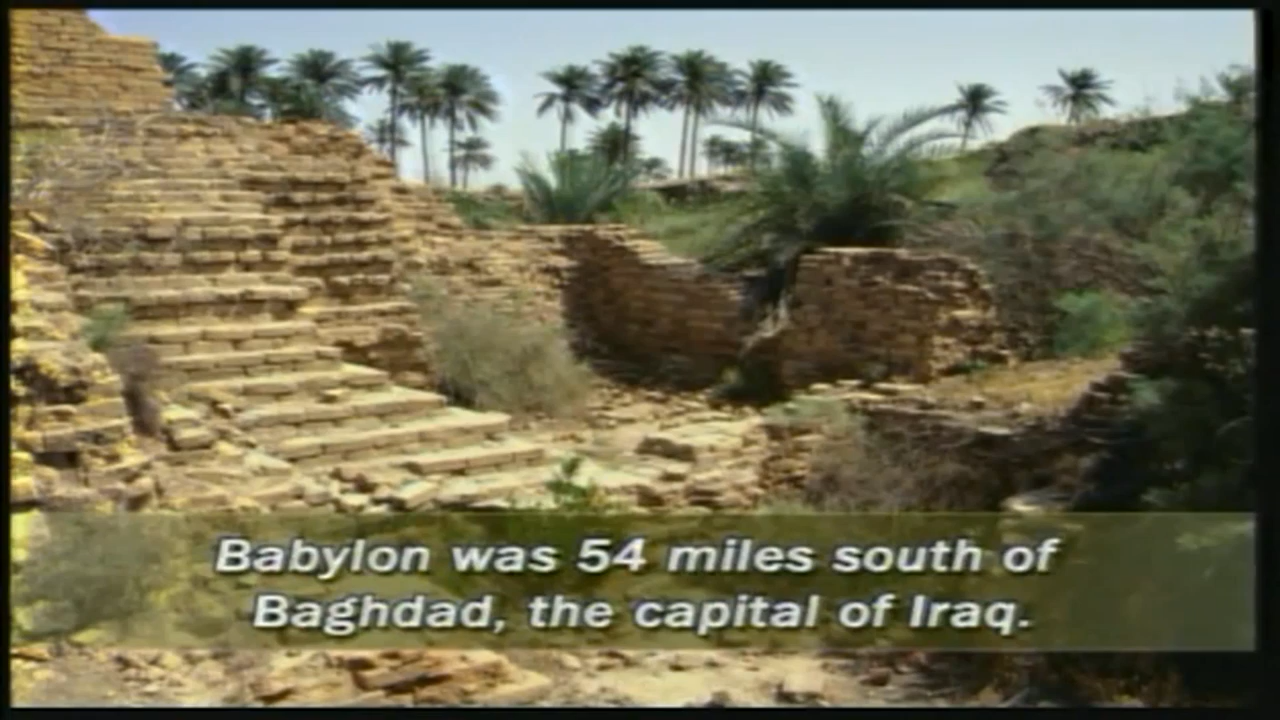 Babylon was 54 miles south of
Baghdad, the capital of Iraq.